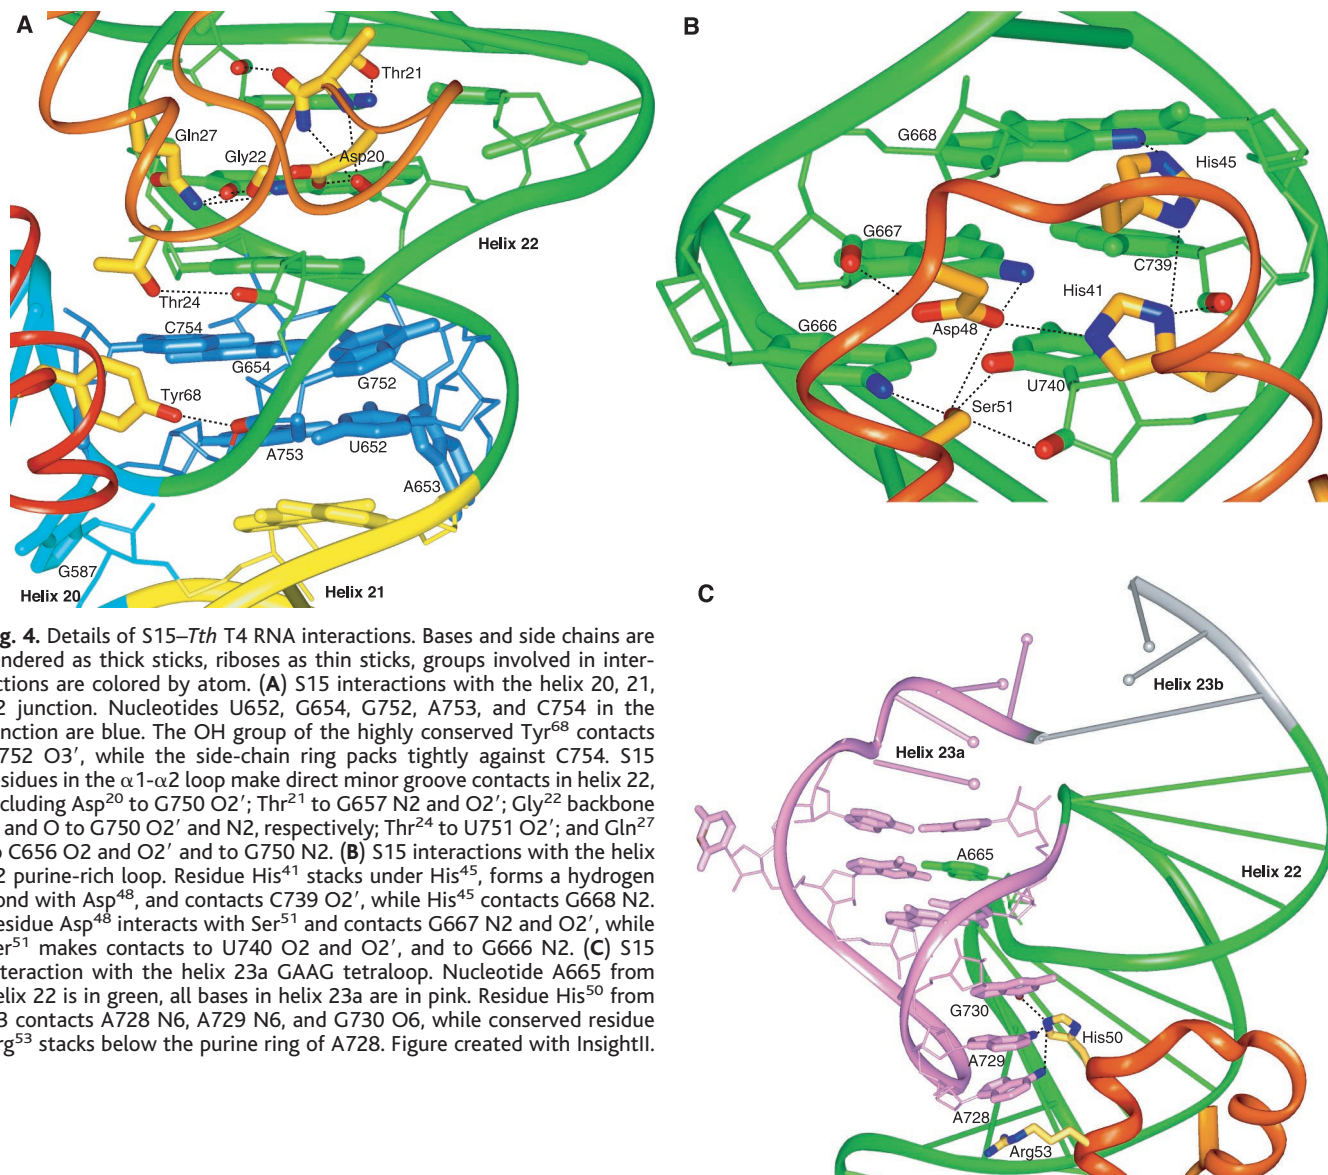 A
Thr21
Gln27
Gly22
Asp20
Helix 22
Thr24
C754
G654
G752
Tyr68
A753
U652
A653
G587
Helix 20
Helix 21
B
G668
His45
G667
C739
His41
G666
Asp48
U740
Ser51
g. 4. Details of S15–Tth T4 RNA interactions. Bases and side chains are
endered as thick sticks, riboses as thin sticks, groups involved in inter-
ctions are colored by atom. (A) S15 interactions with the helix 20, 21,
2 junction. Nucleotides U652, G654, G752, A753, and C754 in the
unction are blue. The OH group of the highly conserved Tyr⁶⁸ contacts
752 O3′, while the side-chain ring packs tightly against C754. S15
esidues in the α1-α2 loop make direct minor groove contacts in helix 22,
cluding Asp²⁰ to G750 O2′; Thr²¹ to G657 N2 and O2′; Gly²² backbone
and O to G750 O2′ and N2, respectively; Thr²⁴ to U751 O2′; and Gln²⁷
C656 O2 and O2′ and to G750 N2. (B) S15 interactions with the helix
2 purine-rich loop. Residue His⁴¹ stacks under His⁴⁵, forms a hydrogen
ond with Asp⁴⁸, and contacts C739 O2′, while His⁴⁵ contacts G668 N2.
esidue Asp⁴⁸ interacts with Ser⁵¹ and contacts G667 N2 and O2′, while
er⁵¹ makes contacts to U740 O2 and O2′, and to G666 N2. (C) S15
teraction with the helix 23a GAAG tetraloop. Nucleotide A665 from
elix 22 is in green, all bases in helix 23a are in pink. Residue His⁵⁰ from
3 contacts A728 N6, A729 N6, and G730 O6, while conserved residue
rg⁵³ stacks below the purine ring of A728. Figure created with InsightII.
C
Helix 23b
Helix 23a
A665
Helix 22
G730
His50
A729
A728
Arg53